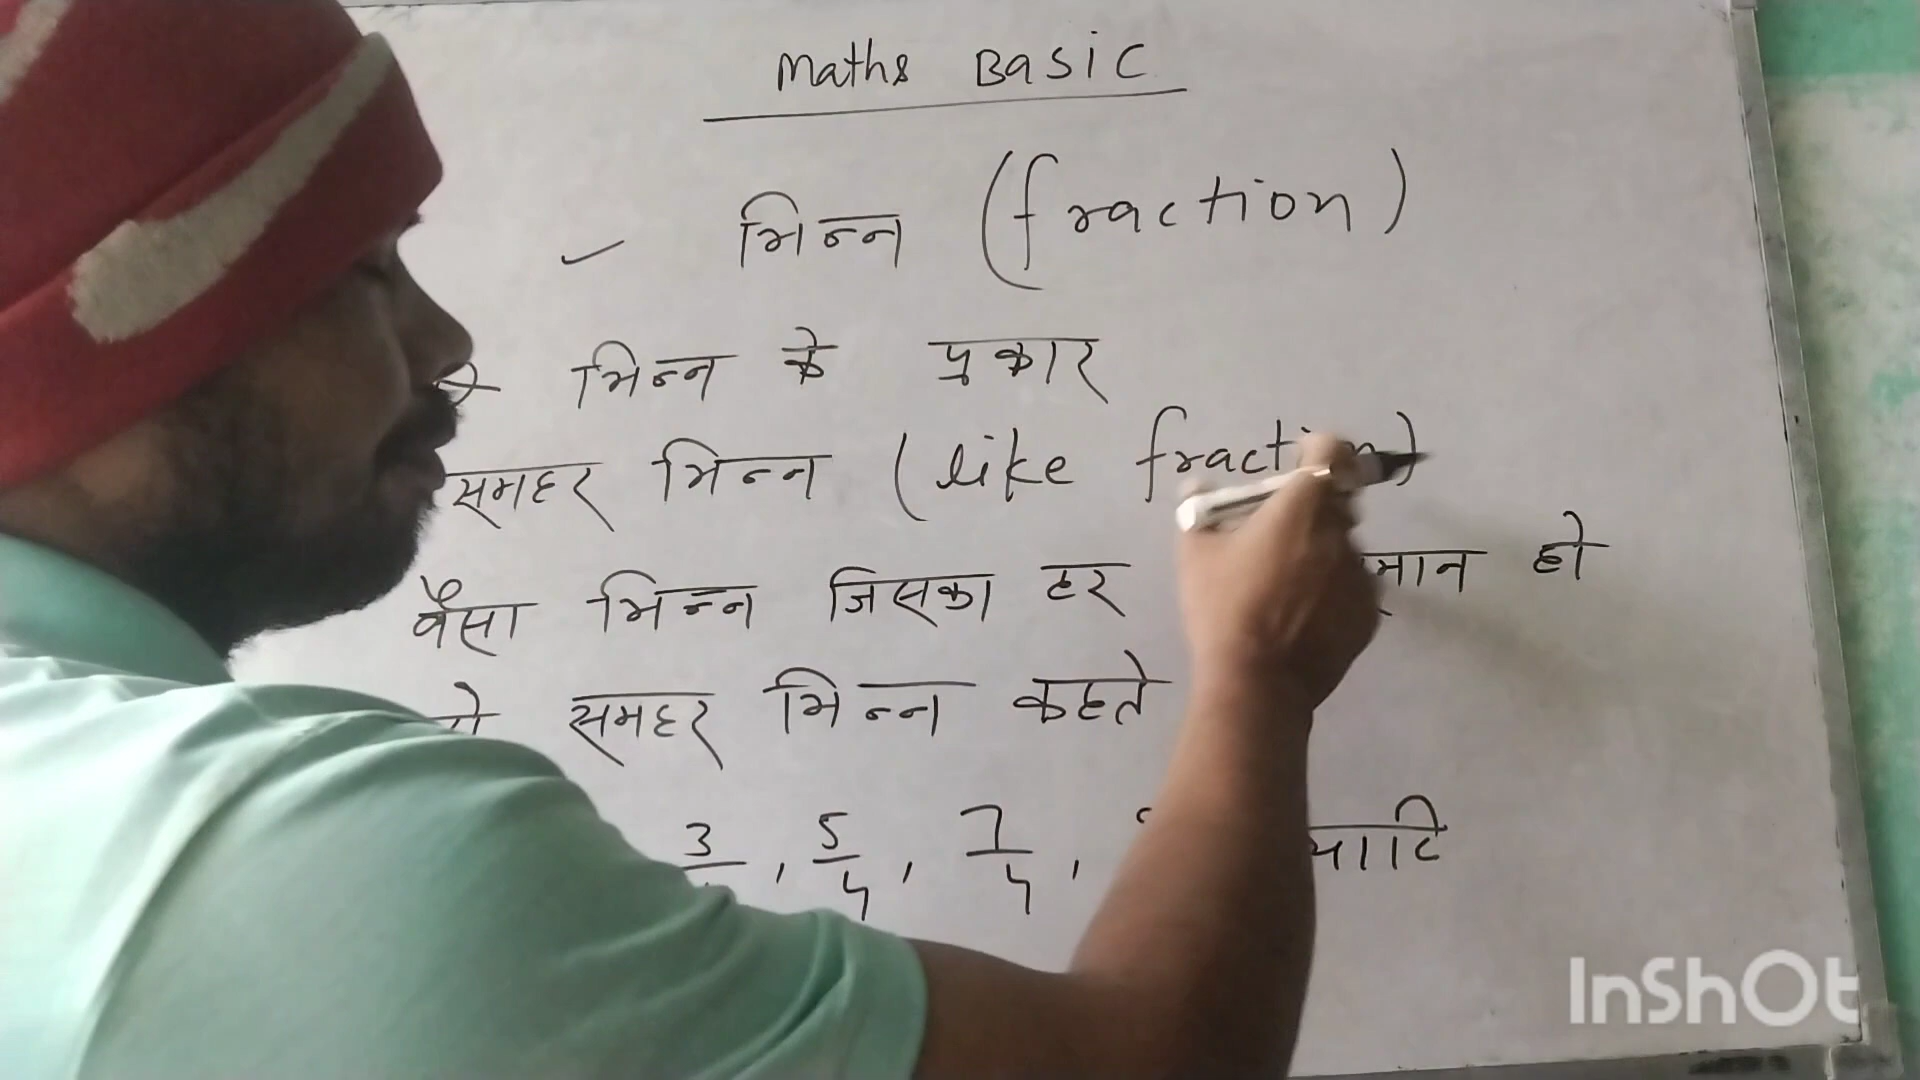 Maths Basic
भिन्न (fraction)
भिन्न के प्रकार
समहर भिन्न (like fraction)
वैसा भिन्न जिसका हर हो
समहर भिन्न कहते
3, 5/4, 7/4,
InShOt